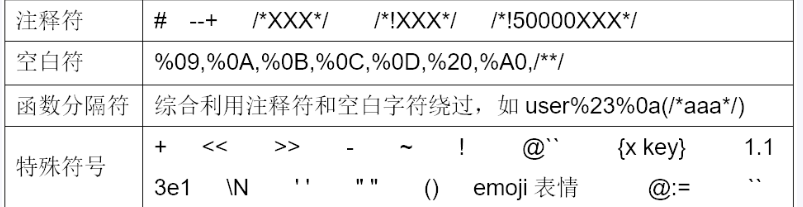 注释符 # --+ /*XXX*/ /*!XXX*/ /*!50000XXX*/
空白符 %09,%0A,%0B,%0C,%0D,%20,%A0,/**/
函数分隔符 综合利用注释符和空白字符绕过，如 user%23%0a(/*aaa*/)
特殊符号 + << >> - ~ ! @`` {x key} 1.1
3e1 \N ' ' " " () emoji 表情 @:= ``